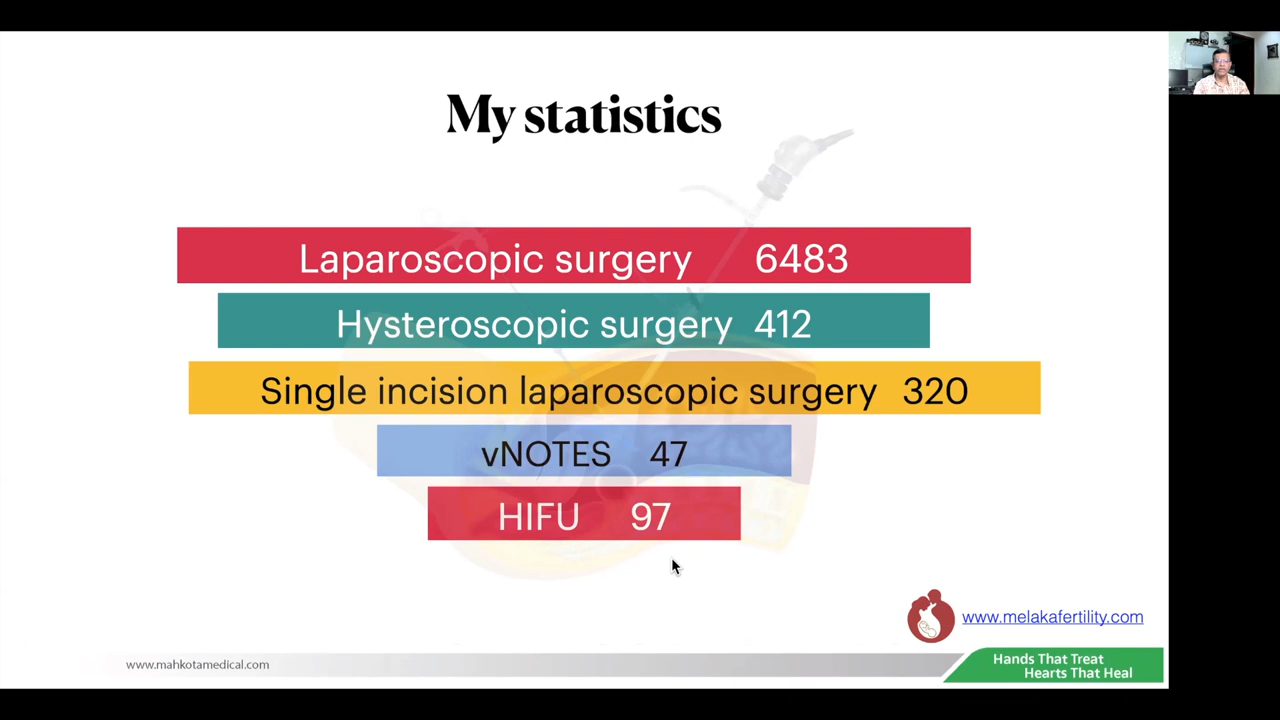 My statistics
Laparoscopic surgery 6483
Hysteroscopic surgery 412
Single incision laparoscopic surgery 320
vNOTES 47
HIFU 97
www.melakafertility.com
www.mahkotamedical.com
Hands That Treat
Hearts That Heal